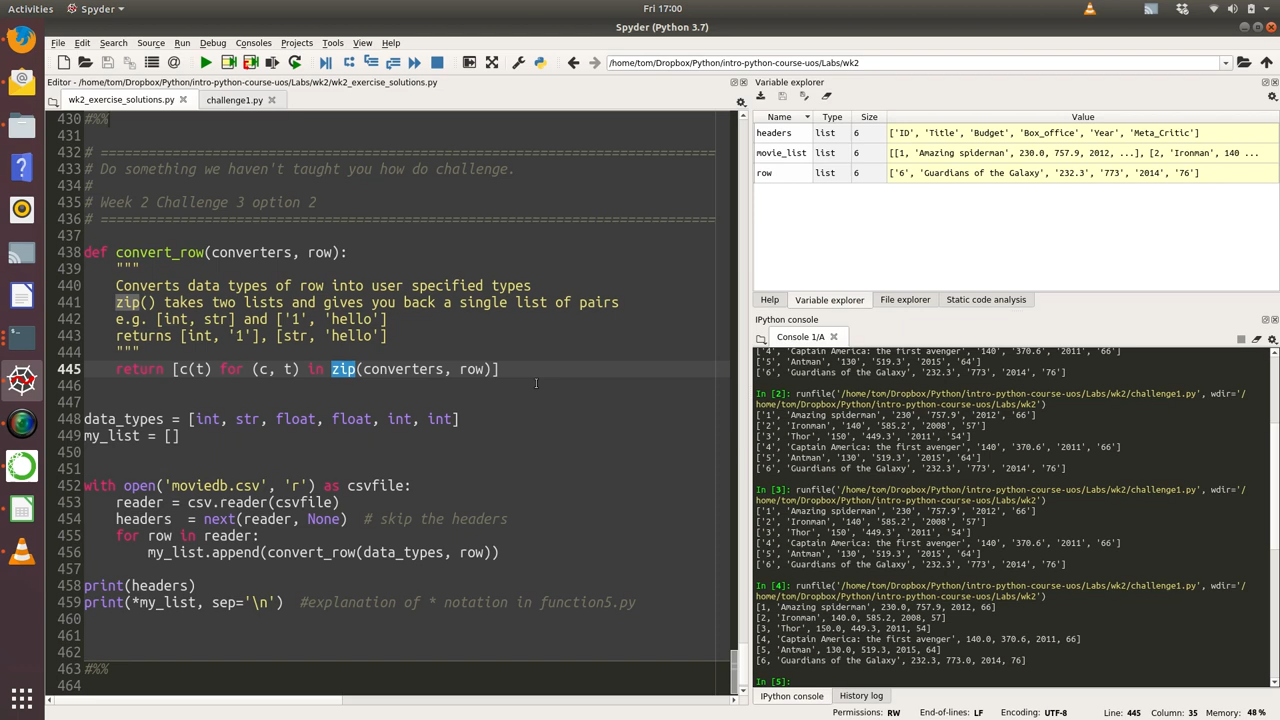 Activities
Spyder
Fri 17:00
Spyder (Python 3.7)
File Edit Search Source Run Debug Consoles Projects Tools View Help
/home/tom/Dropbox/Python/intro-python-course-uos/Labs/wk2
Editor - /home/tom/Dropbox/Python/intro-python-course-uos/Labs/wk2/wk2_exercise_solutions.py
wk2_exercise_solutions.py
challenge1.py
430 #%%
431
432 # ================================================================================
433 # Do something we haven't taught you how do challenge.
434 #
435 # Week 2 Challenge 3 option 2
436 # ================================================================================
437
438 def convert_row(converters, row):
439 """
440 Converts data types of row into user specified types
441 zip() takes two lists and gives you back a single list of pairs
442 e.g. [int, str] and ['1', 'hello']
443 returns [int, '1'], [str, 'hello']
444 """
445 return [c(t) for (c, t) in zip(converters, row)]
446
447
448 data_types = [int, str, float, float, int, int]
449 my_list = []
450
451
452 with open('moviedb.csv', 'r') as csvfile:
453 reader = csv.reader(csvfile)
454 headers  = next(reader, None)  # skip the headers
455 for row in reader:
456 my_list.append(convert_row(data_types, row))
457
458 print(headers)
459 print(*my_list, sep='\n')  #explanation of * notation in function5.py
460
461
462
463 #%%
464
Variable explorer
Name Type Size Value
headers list 6 ['ID', 'Title', 'Budget', 'Box_office', 'Year', 'Meta_Critic']
movie_list list 6 [[1, 'Amazing spiderman', 230.0, 757.9, 2012, ...], [2, 'Ironman', 140 ...
row list 6 ['6', 'Guardians of the Galaxy', '232.3', '773', '2014', '76']
Help Variable explorer File explorer Static code analysis
IPython console
Console 1/A
['4', 'Captain America: the first avenger', '140', '370.6', '2011', '66']
['5', 'Antman', '130', '519.3', '2015', '64']
['6', 'Guardians of the Galaxy', '232.3', '773', '2014', '76']
In [2]: runfile('/home/tom/Dropbox/Python/intro-python-course-uos/Labs/wk2/challenge1.py', wdir='/
home/tom/Dropbox/Python/intro-python-course-uos/Labs/wk2')
['1', 'Amazing spiderman', '230', '757.9', '2012', '66']
['2', 'Ironman', '140', '585.2', '2008', '57']
['3', 'Thor', '150', '449.3', '2011', '54']
['4', 'Captain America: the first avenger', '140', '370.6', '2011', '66']
['5', 'Antman', '130', '519.3', '2015', '64']
['6', 'Guardians of the Galaxy', '232.3', '773', '2014', '76']
In [3]: runfile('/home/tom/Dropbox/Python/intro-python-course-uos/Labs/wk2/challenge1.py', wdir='/
home/tom/Dropbox/Python/intro-python-course-uos/Labs/wk2')
['1', 'Amazing spiderman', '230', '757.9', '2012', '66']
['2', 'Ironman', '140', '585.2', '2008', '57']
['3', 'Thor', '150', '449.3', '2011', '54']
['4', 'Captain America: the first avenger', '140', '370.6', '2011', '66']
['5', 'Antman', '130', '519.3', '2015', '64']
['6', 'Guardians of the Galaxy', '232.3', '773', '2014', '76']
In [4]: runfile('/home/tom/Dropbox/Python/intro-python-course-uos/Labs/wk2/challenge1.py', wdir='/
home/tom/Dropbox/Python/intro-python-course-uos/Labs/wk2')
[1, 'Amazing spiderman', 230.0, 757.9, 2012, 66]
[2, 'Ironman', 140.0, 585.2, 2008, 57]
[3, 'Thor', 150.0, 449.3, 2011, 54]
[4, 'Captain America: the first avenger', 140.0, 370.6, 2011, 66]
[5, 'Antman', 130.0, 519.3, 2015, 64]
[6, 'Guardians of the Galaxy', 232.3, 773.0, 2014, 76]
In [5]:
IPython console History log
Permissions: RW End-of-lines: LF Encoding: UTF-8 Line: 445 Column: 35 Memory: 48 %